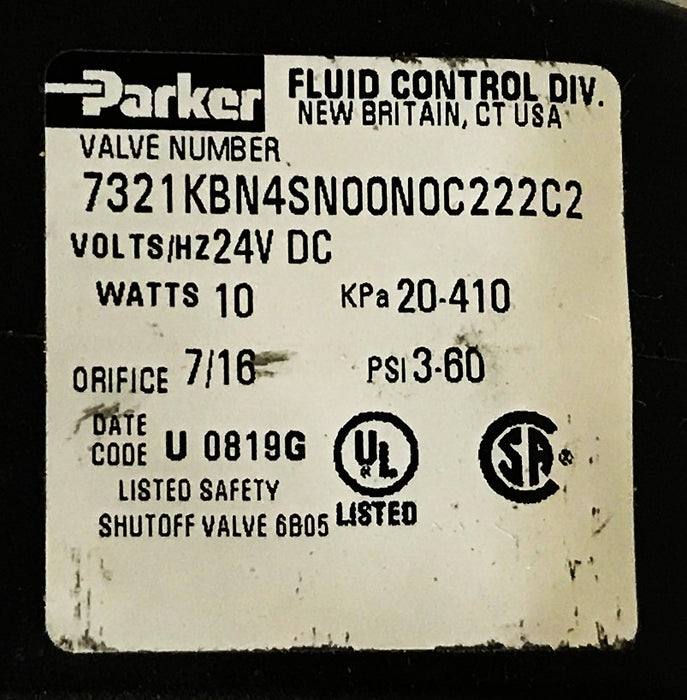 Parker FLUID CONTROL DIV.
NEW BRITAIN, CT USA
VALVE NUMBER
7321KBN4SN00N0C222C2
VOLTS/HZ 24V DC
WATTS 10 KPa 20-410
ORIFICE 7/16 PSI 3-60
DATE
CODE U 0819G
UL ®
SA ®
LISTED SAFETY
SHUTOFF VALVE 6B05 LISTED